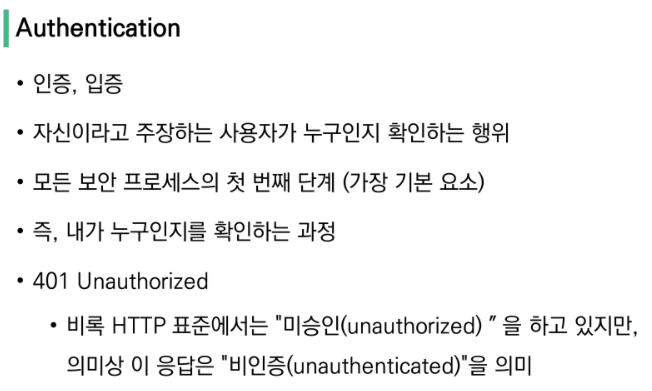 Authentication
• 인증, 입증
• 자신이라고 주장하는 사용자가 누구인지 확인하는 행위
• 모든 보안 프로세스의 첫 번째 단계 (가장 기본 요소)
• 즉, 내가 누구인지를 확인하는 과정
• 401 Unauthorized
• 비록 HTTP 표준에서는 "미승인(unauthorized) ″ 을 하고 있지만,
의미상 이 응답은 "비인증(unauthenticated)"을 의미